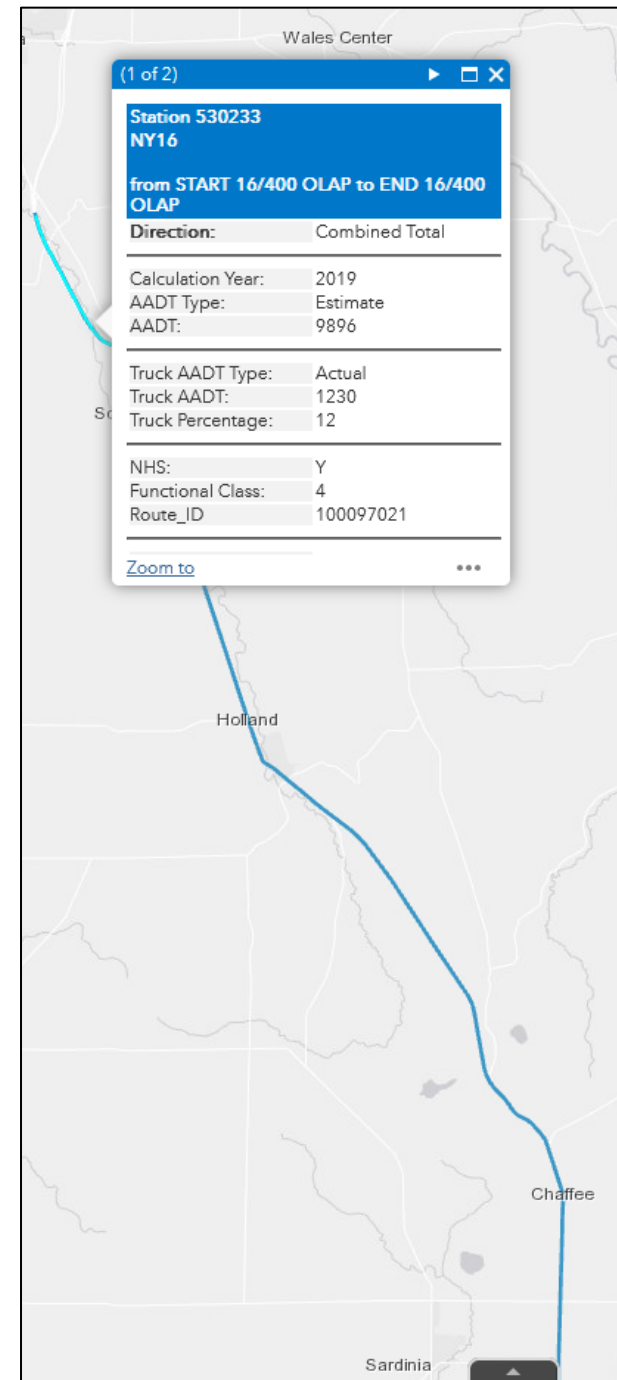 Wales Center
(1 of 2)
Station 530233
NY16
from START 16/400 OLAP to END 16/400
OLAP
Direction: Combined Total
Calculation Year: 2019
AADT Type: Estimate
AADT: 9896
Truck AADT Type: Actual
Truck AADT: 1230
Truck Percentage: 12
NHS: Y
Functional Class: 4
Route_ID 100097021
Zoom to
Holland
Chaffee
Sardinia